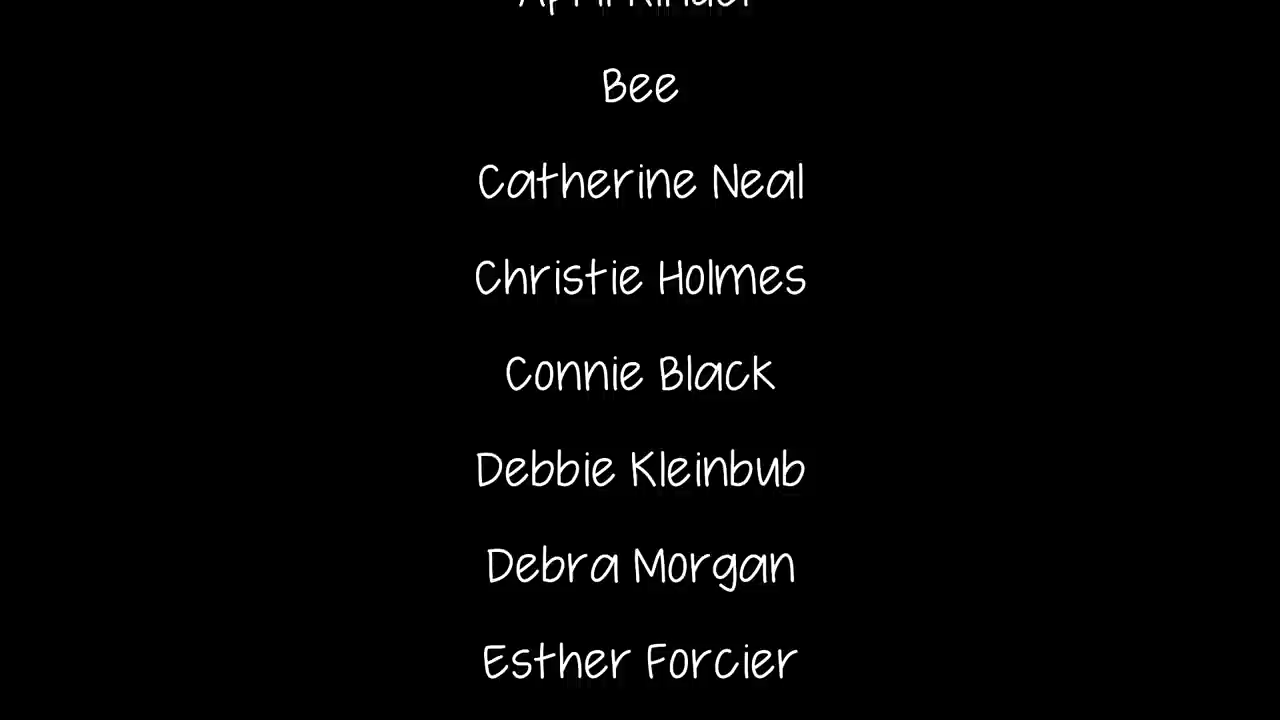 Bee
Catherine Neal
Christie Holmes
Connie Black
Debbie Kleinbub
Debra Morgan
Esther Forcier